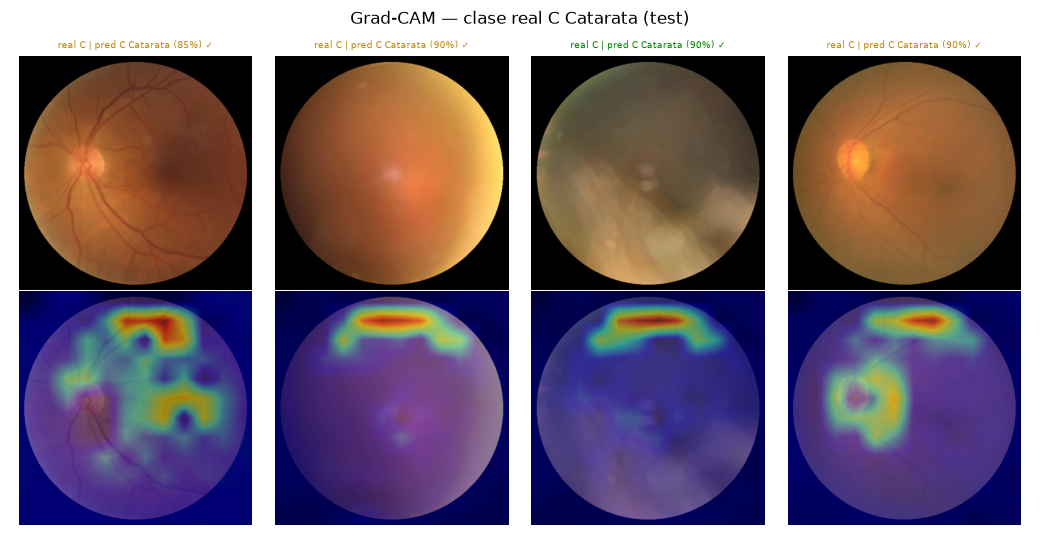 Grad-CAM — clase real C Catarata (test)
real C | pred C Catarata (85%) ✓
real C | pred C Catarata (90%) ✓
real C | pred C Catarata (90%) ✓
real C | pred C Catarata (90%) ✓